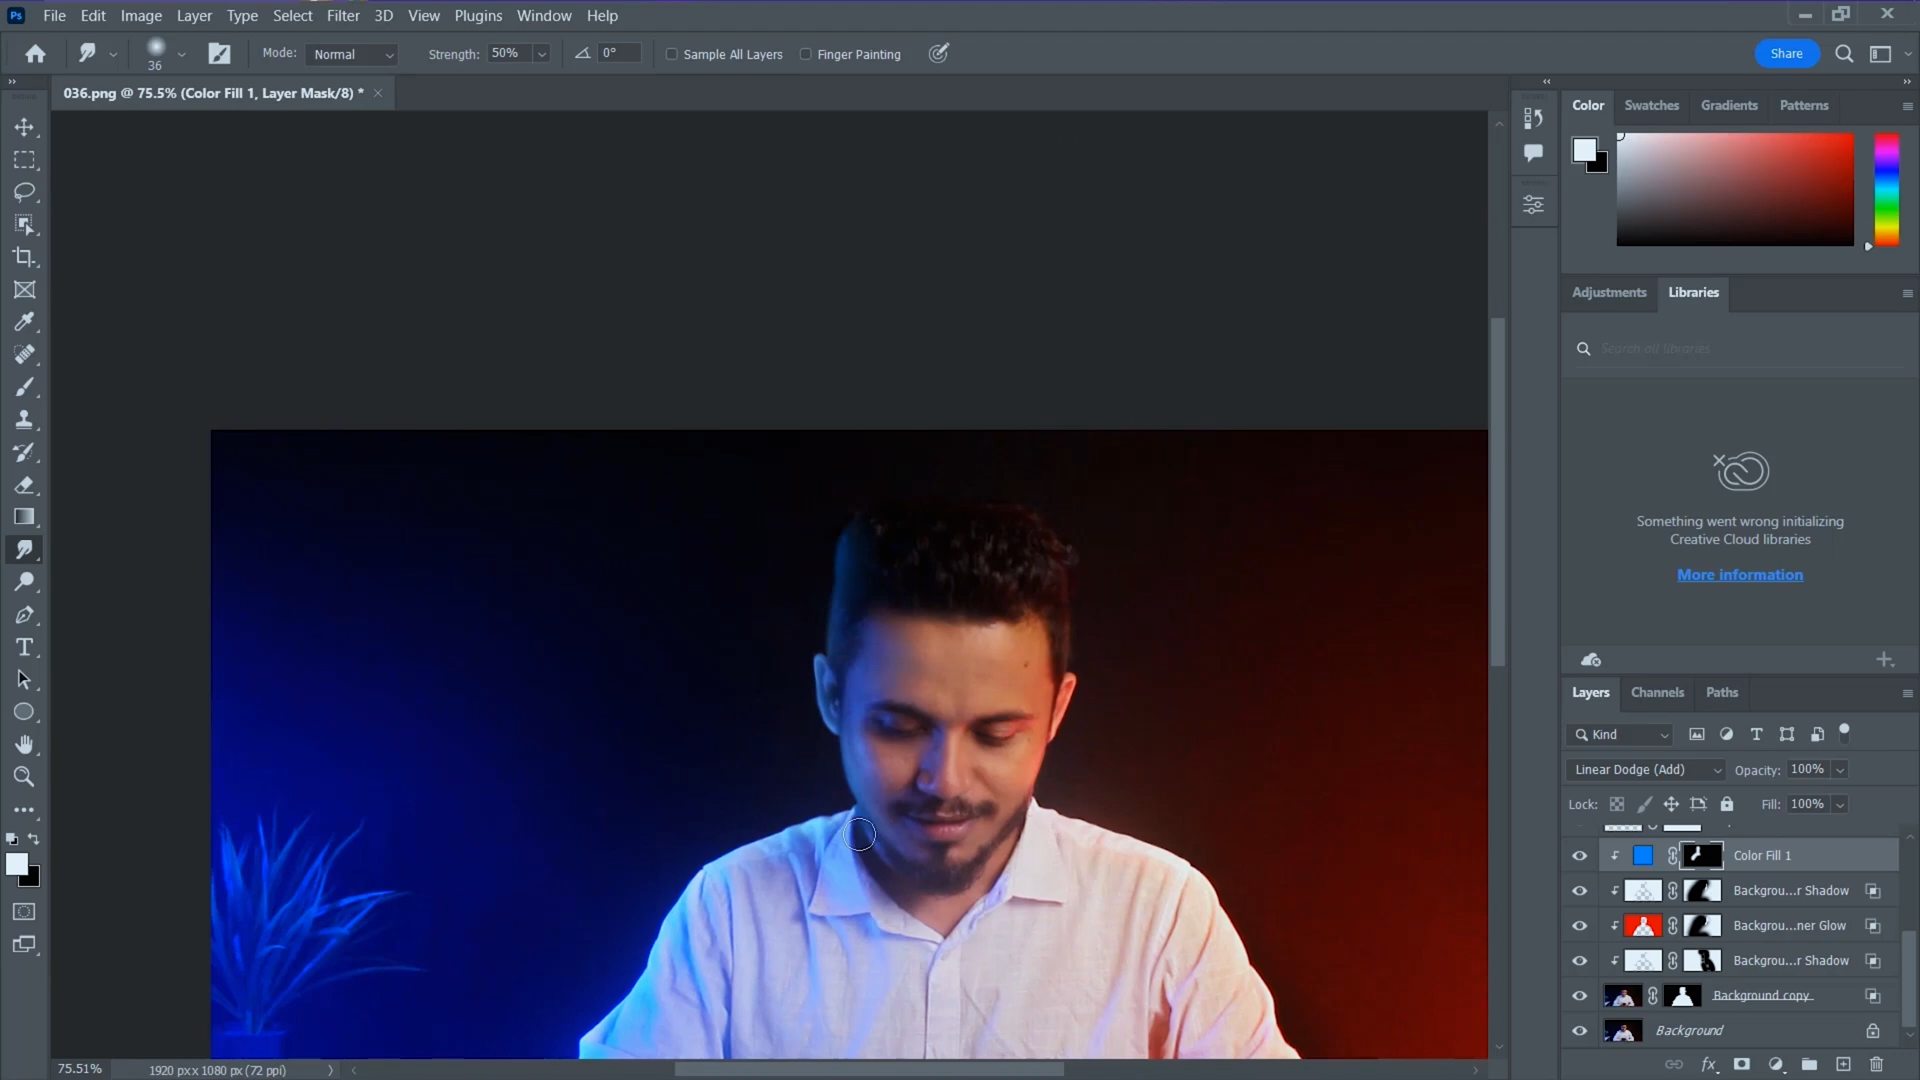 Ps File Edit Image Layer Type Select Filter 3D View Plugins Window Help
36 Mode: Normal Strength: 50% 0° Sample All Layers Finger Painting Share
036.png @ 75.5% (Color Fill 1, Layer Mask/8) * ×
Color Swatches Gradients Patterns
Adjustments Libraries
Search all libraries
Something went wrong initializing
Creative Cloud libraries
More information
Layers Channels Paths
Kind
Linear Dodge (Add) Opacity: 100%
Lock: Fill: 100%
Color Fill 1
Backgrou...r Shadow
Backgrou...ner Glow
Backgrou...r Shadow
Background copy
Background
fx
75.51% 1920 px x 1080 px (72 ppi)